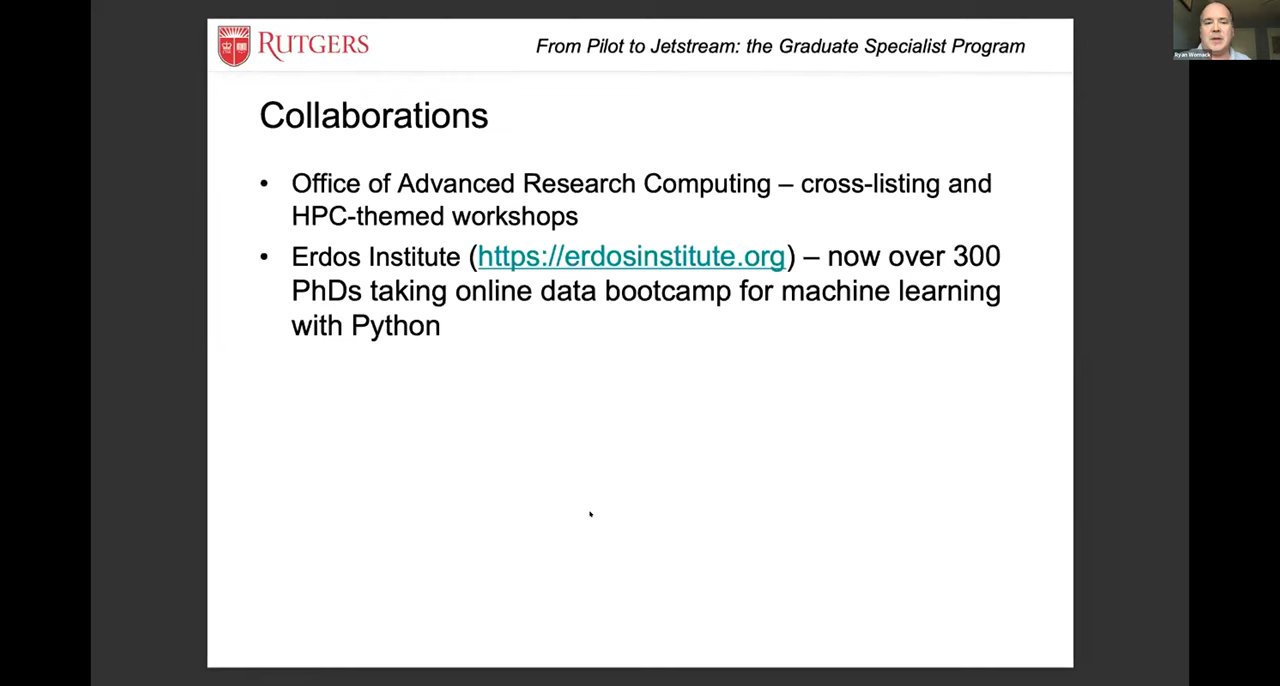 RUTGERS
From Pilot to Jetstream: the Graduate Specialist Program
Ryan Womack
Collaborations
• Office of Advanced Research Computing – cross-listing and
HPC-themed workshops
• Erdos Institute (https://erdosinstitute.org) – now over 300
PhDs taking online data bootcamp for machine learning
with Python